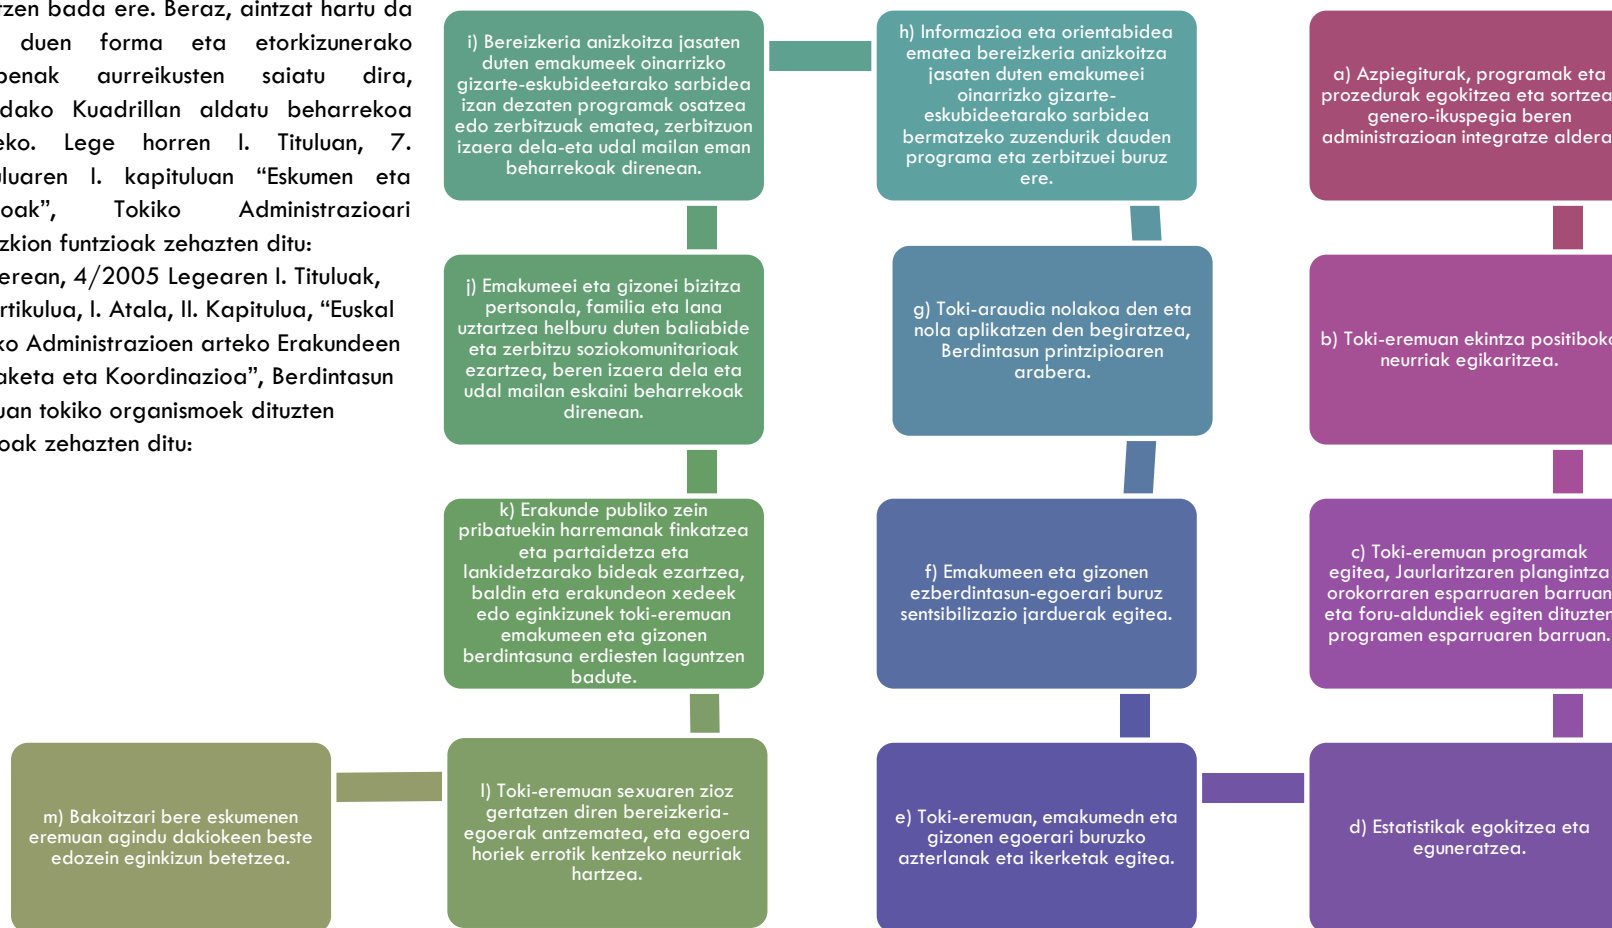 tzen bada ere. Beraz, aintzat hartu da
duen forma eta etorkizunerako
penak aurreikusten saiatu dira,
dako Kuadrillan aldatu beharrekoa
eko. Lege horren I. Tituluan, 7.
uluaren I. kapituluan “Eskumen eta
oak”, Tokiko Administrazioari
zkion funtzioak zehazten ditu:
erean, 4/2005 Legearen I. Tituluak,
rtikulua, I. Atala, II. Kapitulua, “Euskal
ko Administrazioen arteko Erakundeen
aketa eta Koordinazioa”, Berdintasun
uan tokiko organismoek dituzten
oak zehazten ditu:
a) Azpiegiturak, programak eta
prozedurak egokitzea eta sortzea
genero-ikuspegia beren
administrazioan integratze aldera
b) Toki-eremuan ekintza positiboko
neurriak egikaritzea.
c) Toki-eremuan programak
egitea, Jaurlaritzaren plangintza
orokorraren esparruaren barruan
eta foru-aldundiek egiten dituzten
programen esparruaren barruan.
d) Estatistikak egokitzea eta
eguneratzea.
e) Toki-eremuan, emakumedn eta
gizonen egoerari buruzko
azterlanak eta ikerketak egitea.
f) Emakumeen eta gizonen
ezberdintasun-egoerari buruz
sentsibilizazio jarduerak egitea.
g) Toki-araudia nolakoa den eta
nola aplikatzen den begiratzea,
Berdintasun printzipioaren
arabera.
h) Informazioa eta orientabidea
ematea bereizkeria anizkoitza
jasaten duten emakumeei
oinarrizko gizarte-
eskubideetarako sarbidea
bermatzeko zuzendurik dauden
programa eta zerbitzuei buruz
ere.
i) Bereizkeria anizkoitza jasaten
duten emakumeek oinarrizko
gizarte-eskubideetarako sarbidea
izan dezaten programak osatzea
edo zerbitzuak ematea, zerbitzuon
izaera dela-eta udal mailan eman
beharrekoak direnean.
j) Emakumeei eta gizonei bizitza
pertsonala, familia eta lana
uztartzea helburu duten baliabide
eta zerbitzu soziokomunitarioak
ezartzea, beren izaera dela eta
udal mailan eskaini beharrekoak
direnean.
k) Erakunde publiko zein
pribatuekin harremanak finkatzea
eta partaidetza eta
lankidetzarako bideak ezartzea,
baldin eta erakundeon xedeek
edo eginkizunek toki-eremuan
emakumeen eta gizonen
berdintasuna erdiesten laguntzen
badute.
l) Toki-eremuan sexuaren zioz
gertatzen diren bereizkeria-
egoerak antzematea, eta egoera
horiek errotik kentzeko neurriak
hartzea.
m) Bakoitzari bere eskumenen
eremuan agindu dakiokeen beste
edozein eginkizun betetzea.